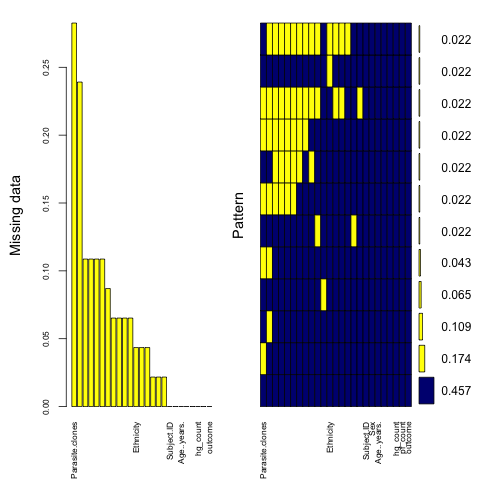 Missing data
0.00
0.05
0.10
0.15
0.20
0.25
Parasite.clones
Ethnicity
Subject.ID
Age..years.
hg_count
outcome
Pattern
Parasite.clones
Ethnicity
Subject.ID
Sex
Age..years.
hg_count
pf_count
outcome
0.022
0.022
0.022
0.022
0.022
0.022
0.022
0.043
0.065
0.109
0.174
0.457